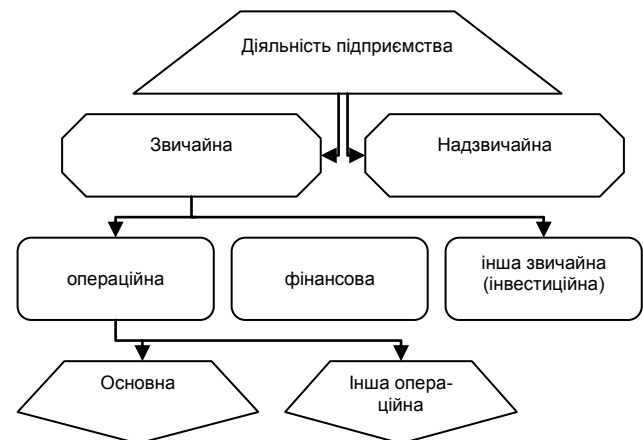 Діяльність підприємства
Звичайна
Надзвичайна
операційна
фінансова
інша звичайна
(інвестиційна)
Основна
Інша опера-
ційна